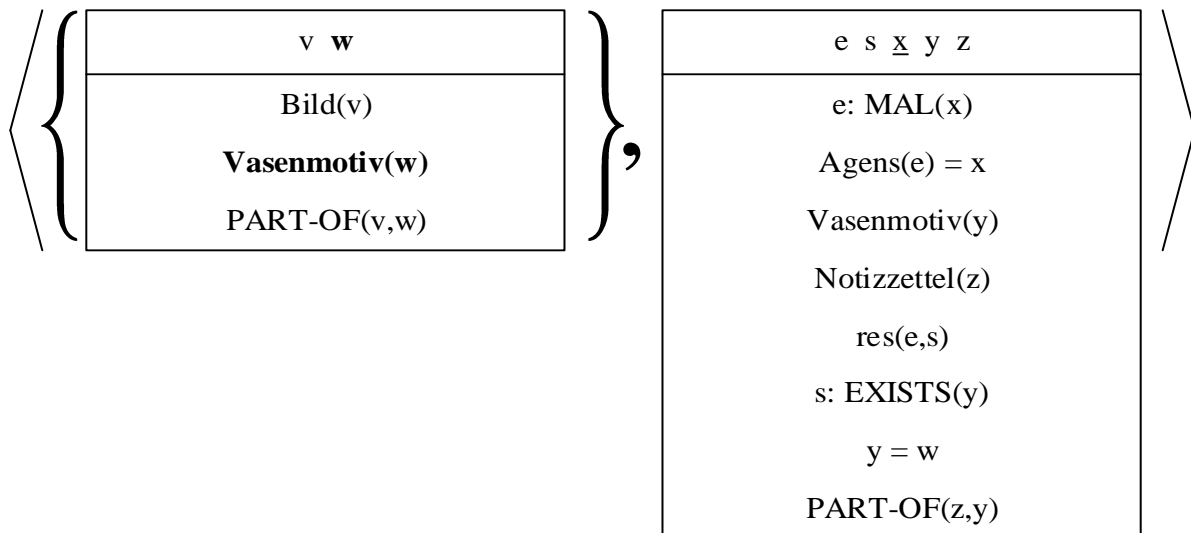 v w
Bild(v)
Vasenmotiv(w)
PART-OF(v,w)
,
e s x y z
e: MAL(x)
Agens(e) = x
Vasenmotiv(y)
Notizzettel(z)
res(e,s)
s: EXISTS(y)
y = w
PART-OF(z,y)